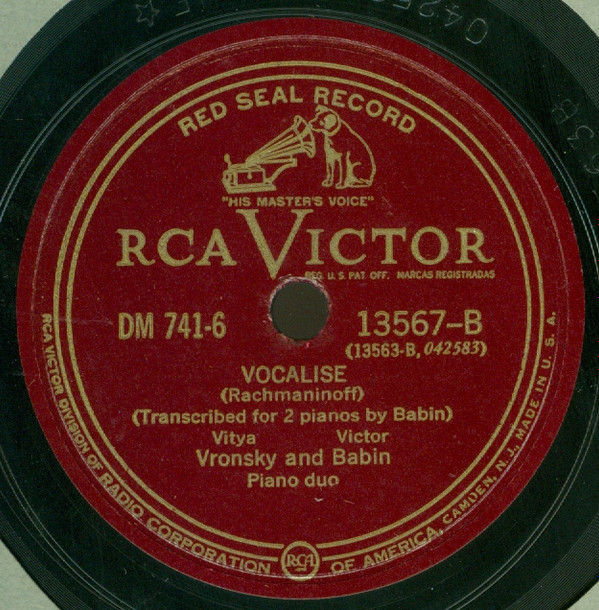 RED SEAL RECORD
"HIS MASTER'S VOICE"
RCA VICTOR
REG. U. S. PAT. OFF. MARCAS REGISTRADAS
DM 741-6
13567-B
(13563-B, 042583)
VOCALISE
(Rachmaninoff)
(Transcribed for 2 pianos by Babin)
Vitya Victor
Vronsky and Babin
Piano duo
RCA VICTOR DIVISION OF RADIO CORPORATION OF AMERICA, CAMDEN, N. J., MADE IN U. S. A.
RCA